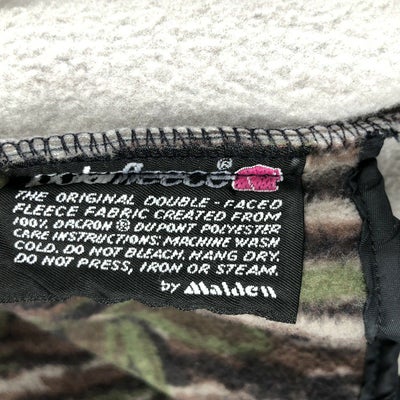 polarfleece®
THE ORIGINAL DOUBLE-FACED
FLEECE FABRIC CREATED FROM
100% DACRON® DUPONT POLYESTER
CARE INSTRUCTIONS: MACHINE WASH
COLD. DO NOT BLEACH. HANG DRY.
DO NOT PRESS, IRON OR STEAM.
by Malden